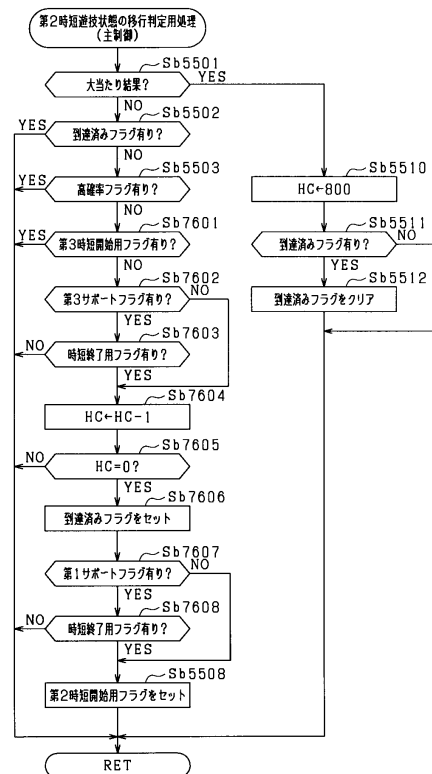 第2時短遊技状態の移行判定用処理
(主制御)
Sb5501
大当たり結果?
YES
NO
Sb5502
YES
到達済みフラグ有り?
NO
Sb5503
YES
高確率フラグ有り?
NO
Sb7601
YES
第3時短開始用フラグ有り?
NO
Sb7602
第3サポートフラグ有り?
NO
YES
Sb7603
NO
時短終了用フラグ有り?
YES
Sb7604
HC←HC-1
Sb7605
NO
HC=0?
YES
Sb7606
到達済みフラグをセット
Sb7607
第1サポートフラグ有り?
NO
YES
Sb7608
NO
時短終了用フラグ有り?
YES
Sb5508
第2時短開始用フラグをセット
RET
Sb5510
HC←800
Sb5511
到達済みフラグ有り?
NO
YES
Sb5512
到達済みフラグをクリア